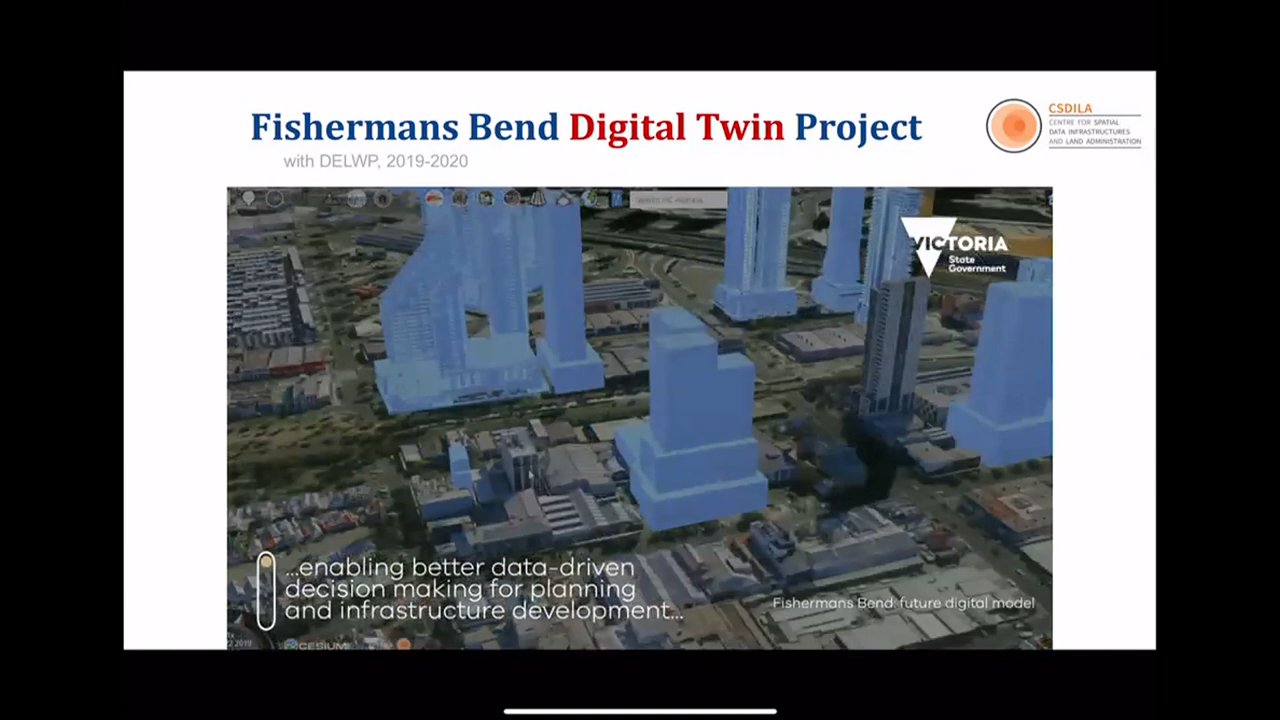 Fishermans Bend Digital Twin Project
with DELWP, 2019-2020
CSDILA
CENTRE FOR SPATIAL
DATA INFRASTRUCTURES
AND LAND ADMINISTRATION
VICTORIA
State
Government
...enabling better data-driven
decision making for planning
and infrastructure development...
Fishermans Bend: future digital model
CESIUM